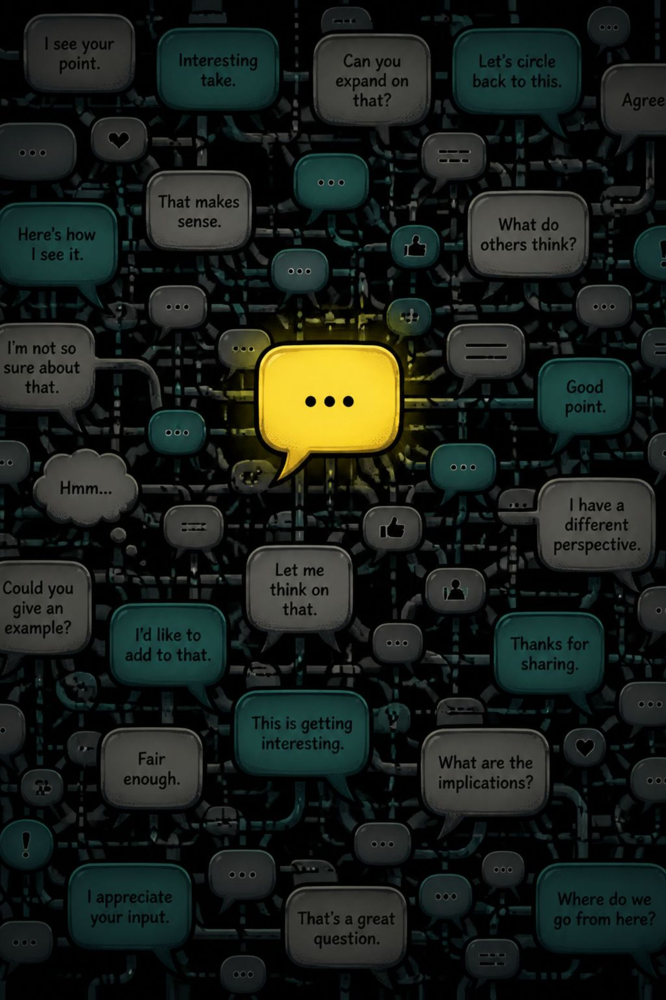 I see your
point.
Interesting
take.
Can you
expand on
that?
Let's circle
back to this.
Agree
That makes
sense.
Here's how
I see it.
What do
others think?
I'm not so
sure about
that.
Good
point.
Hmm...
I have a
different
perspective.
Let me
think on
that.
Could you
give an
example?
I'd like to
add to that.
Thanks for
sharing.
This is getting
interesting.
Fair
enough.
What are the
implications?
I appreciate
your input.
That's a great
question.
Where do we
go from here?